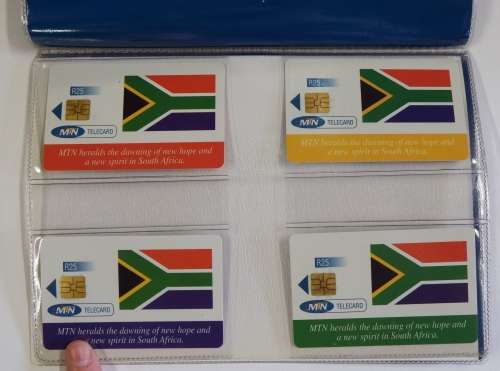 R25
MTN TELECARD
MTN heralds the dawning of new hope and
a new spirit in South Africa.
R25
MTN TELECARD
MTN heralds the dawning of new hope and
a new spirit in South Africa.
R25
MTN TELECARD
MTN heralds the dawning of new hope and
a new spirit in South Africa.
R25
MTN TELECARD
MTN heralds the dawning of new hope and
a new spirit in South Africa.